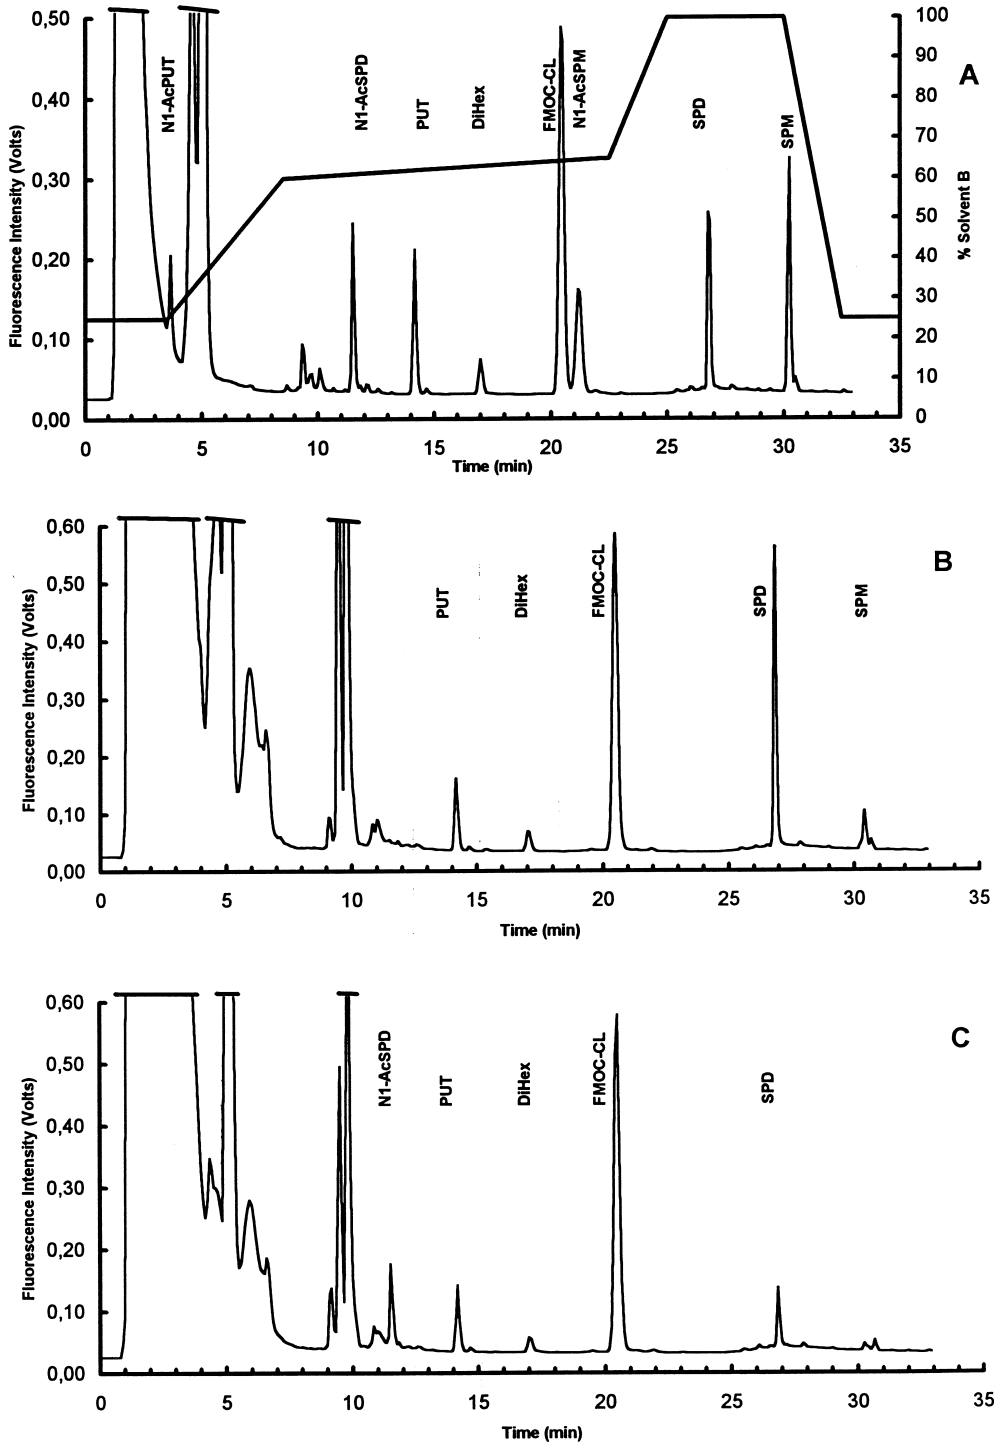 0,50
0,40
0,30
0,20
0,10
0,00
Fluorescence Intensity (Volts)
N1-AcPUT
N1-AcSPD
PUT
DiHex
FMOC-CL
N1-AcSPM
SPD
SPM
100
90
80
70
60
50
40
30
20
10
0
% Solvent B
A
0 5 10 15 20 25 30 35
Time (min)
0,60
0,50
0,40
0,30
0,20
0,10
0,00
Fluorescence Intensity (Volts)
PUT
DiHex
FMOC-CL
SPD
SPM
B
0 5 10 15 20 25 30 35
Time (min)
0,60
0,50
0,40
0,30
0,20
0,10
0,00
Fluorescence Intensity (Volts)
N1-AcSPD
PUT
DiHex
FMOC-CL
SPD
C
0 5 10 15 20 25 30 35
Time (min)